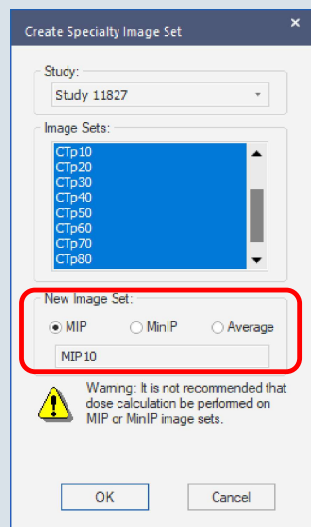 Create Specialty Image Set
Study:
Study 11827
Image Sets:
CTp10
CTp20
CTp30
CTp40
CTp50
CTp60
CTp70
CTp80
New Image Set:
MIP MinIP Average
MIP10
Warning: It is not recommended that
dose calculation be performed on
MIP or MinIP image sets.
OK Cancel